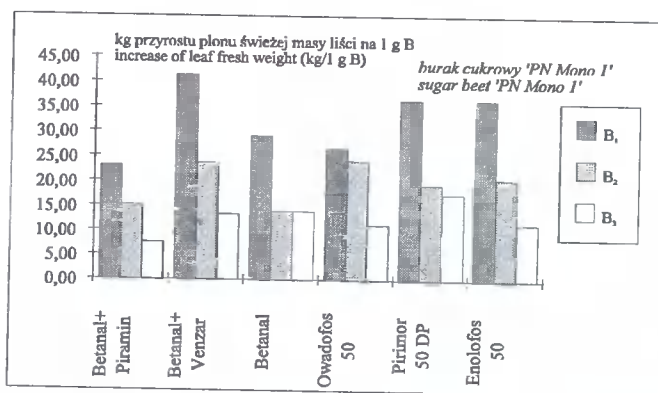 kg przyrostu plonu świeżej masy liści na 1 g B
increase of leaf fresh weight (kg/1 g B)
burak cukrowy 'PN Mono 1'
sugar beet 'PN Mono 1'
45,00
40,00
35,00
30,00
25,00
20,00
15,00
10,00
5,00
0,00
B₁
B₂
B₃
Betanal+
Piramin
Betanal+
Venzar
Betanal
Owadofos
50
Pirimor
50 DP
Enolofos
50